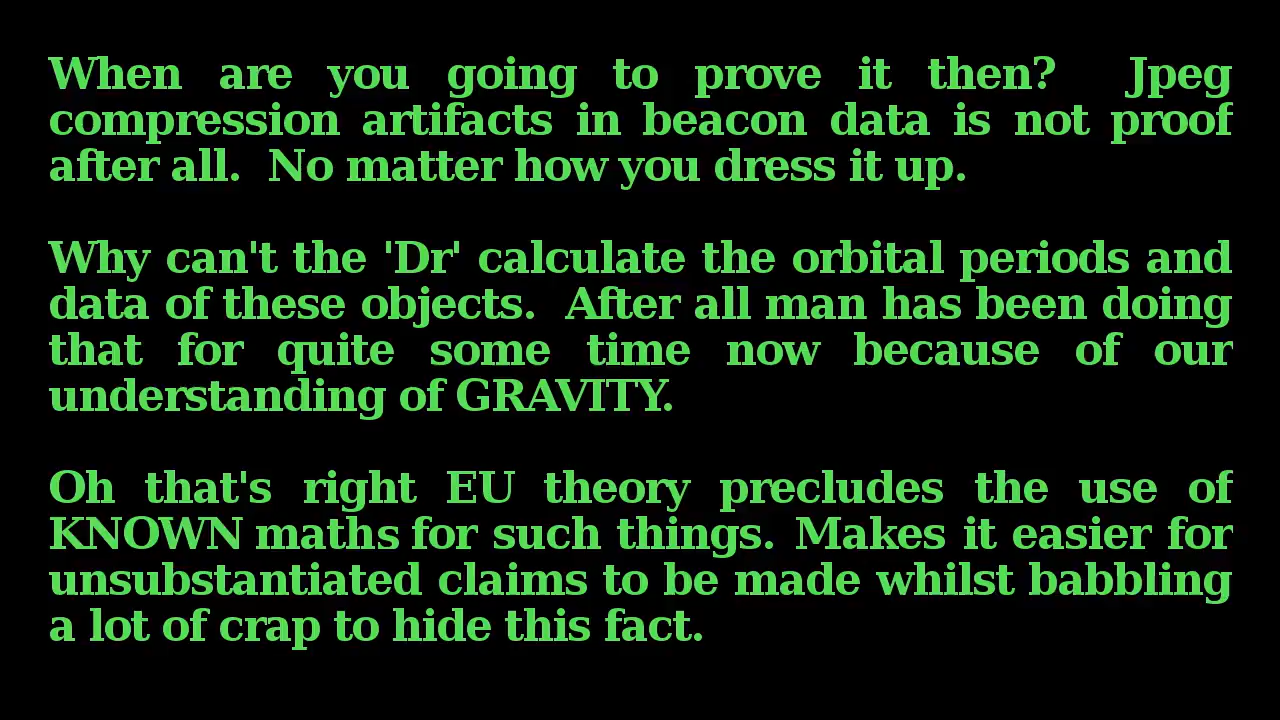 When are you going to prove it then?  Jpeg
compression artifacts in beacon data is not proof
after all.  No matter how you dress it up.
Why can't the 'Dr' calculate the orbital periods and
data of these objects.  After all man has been doing
that for quite some time now because of our
understanding of GRAVITY.
Oh that's right EU theory precludes the use of
KNOWN maths for such things. Makes it easier for
unsubstantiated claims to be made whilst babbling
a lot of crap to hide this fact.